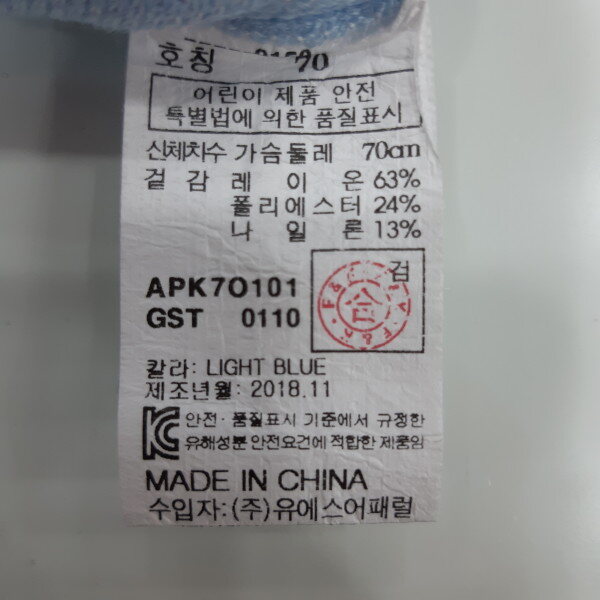 호칭
어린이 제품 안전
특별법에 의한 품질표시
신체치수 가슴둘레 70cm
겉감 레이온 63%
폴리에스터 24%
나일론 13%
APK7O101
GST 0110
검
合
칼라: LIGHT BLUE
제조년월: 2018.11
안전·품질표시 기준에서 규정한
유해성분 안전요건에 적합한 제품임
MADE IN CHINA
수입자: (주)유에스어패럴